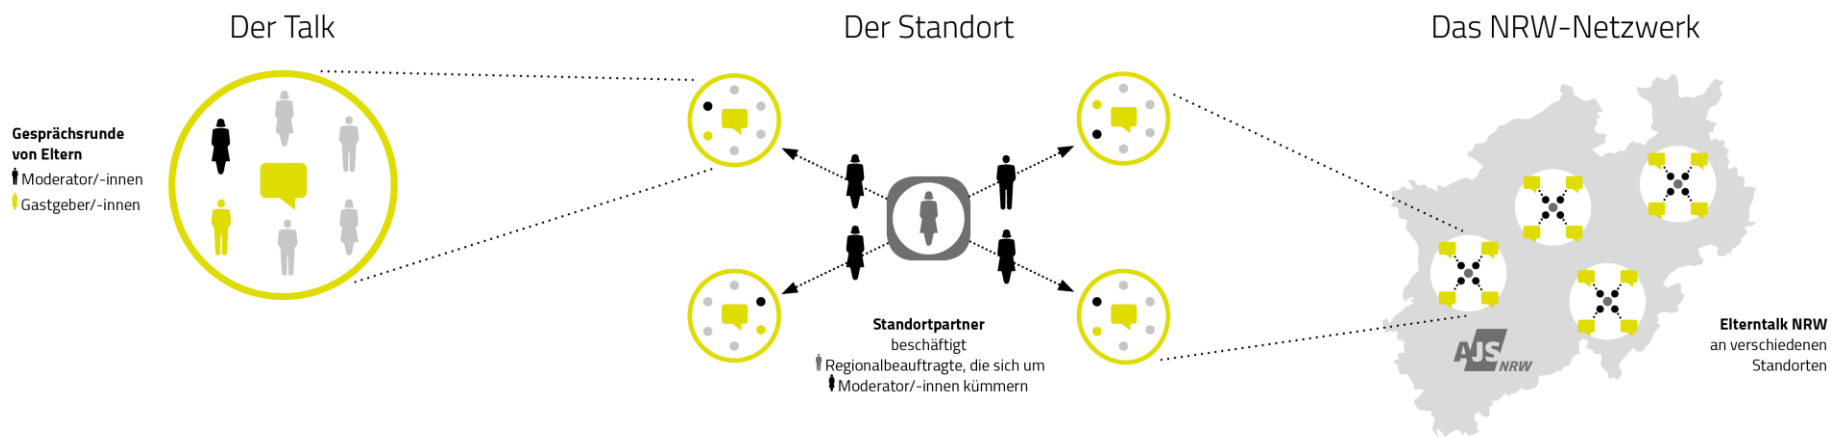 Der Talk
Der Standort
Das NRW-Netzwerk
Gesprächsrunde
von Eltern
Moderator/-innen
Gastgeber/-innen
Standortpartner
beschäftigt
Regionalbeauftragte, die sich um
Moderator/-innen kümmern
AJS
NRW
Elterntalk NRW
an verschiedenen
Standorten